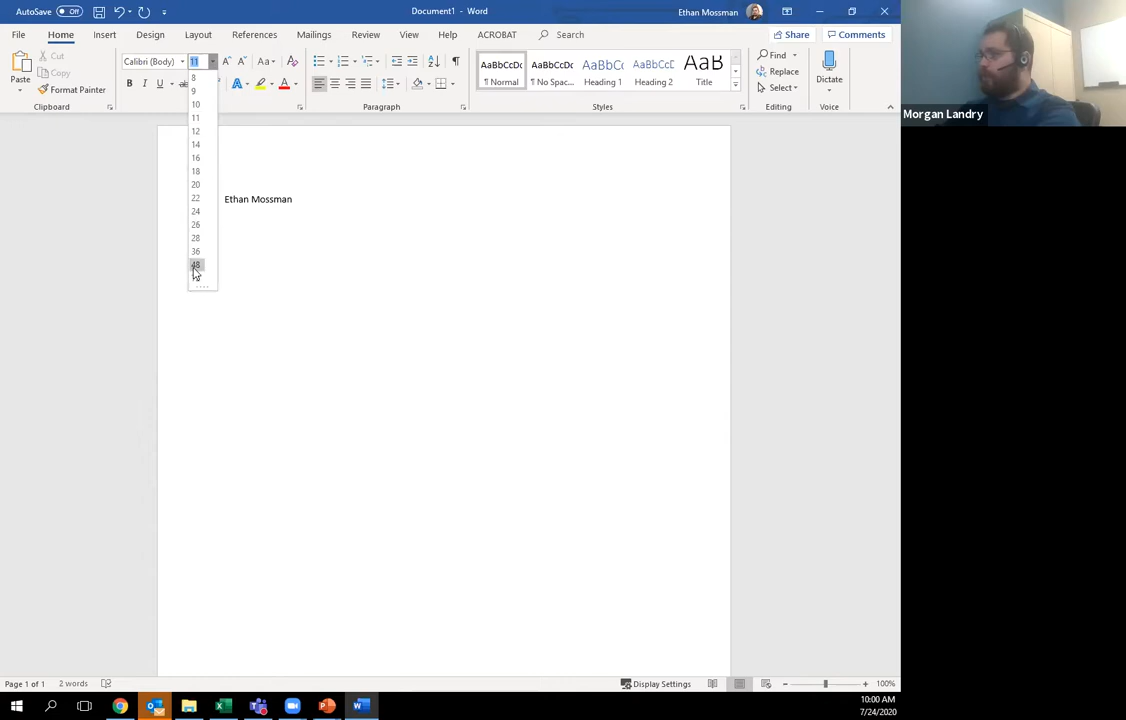 AutoSave Off
Document1 - Word
Ethan Mossman
File Home Insert Design Layout References Mailings Review View Help ACROBAT Search
Share Comments
Paste
Cut
Copy
Format Painter
Clipboard
Calibri (Body) 11
Aa
B I U ab A A
Paragraph
AaBbCcDc AaBbCcDc AaBbCc AaBbCcC AaB
¶ Normal ¶ No Spac... Heading 1 Heading 2 Title
Styles
Find
Replace
Select
Editing
Dictate
Voice
8
9
10
11
12
14
16
18
20
22
24
26
28
36
48
Ethan Mossman
Morgan Landry
Page 1 of 1 2 words
Display Settings
100%
10:00 AM
7/24/2020